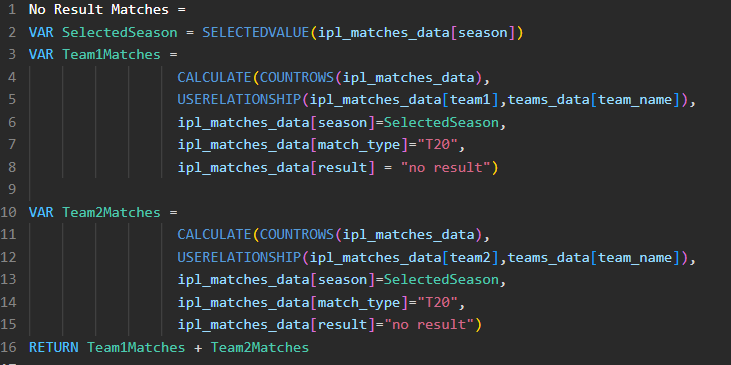 1 No Result Matches =
2 VAR SelectedSeason = SELECTEDVALUE(ipl_matches_data[season])
3 VAR Team1Matches =
4 CALCULATE(COUNTROWS(ipl_matches_data),
5 USERELATIONSHIP(ipl_matches_data[team1],teams_data[team_name]),
6 ipl_matches_data[season]=SelectedSeason,
7 ipl_matches_data[match_type]="T20",
8 ipl_matches_data[result] = "no result")
9
10 VAR Team2Matches =
11 CALCULATE(COUNTROWS(ipl_matches_data),
12 USERELATIONSHIP(ipl_matches_data[team2],teams_data[team_name]),
13 ipl_matches_data[season]=SelectedSeason,
14 ipl_matches_data[match_type]="T20",
15 ipl_matches_data[result]="no result")
16 RETURN Team1Matches + Team2Matches